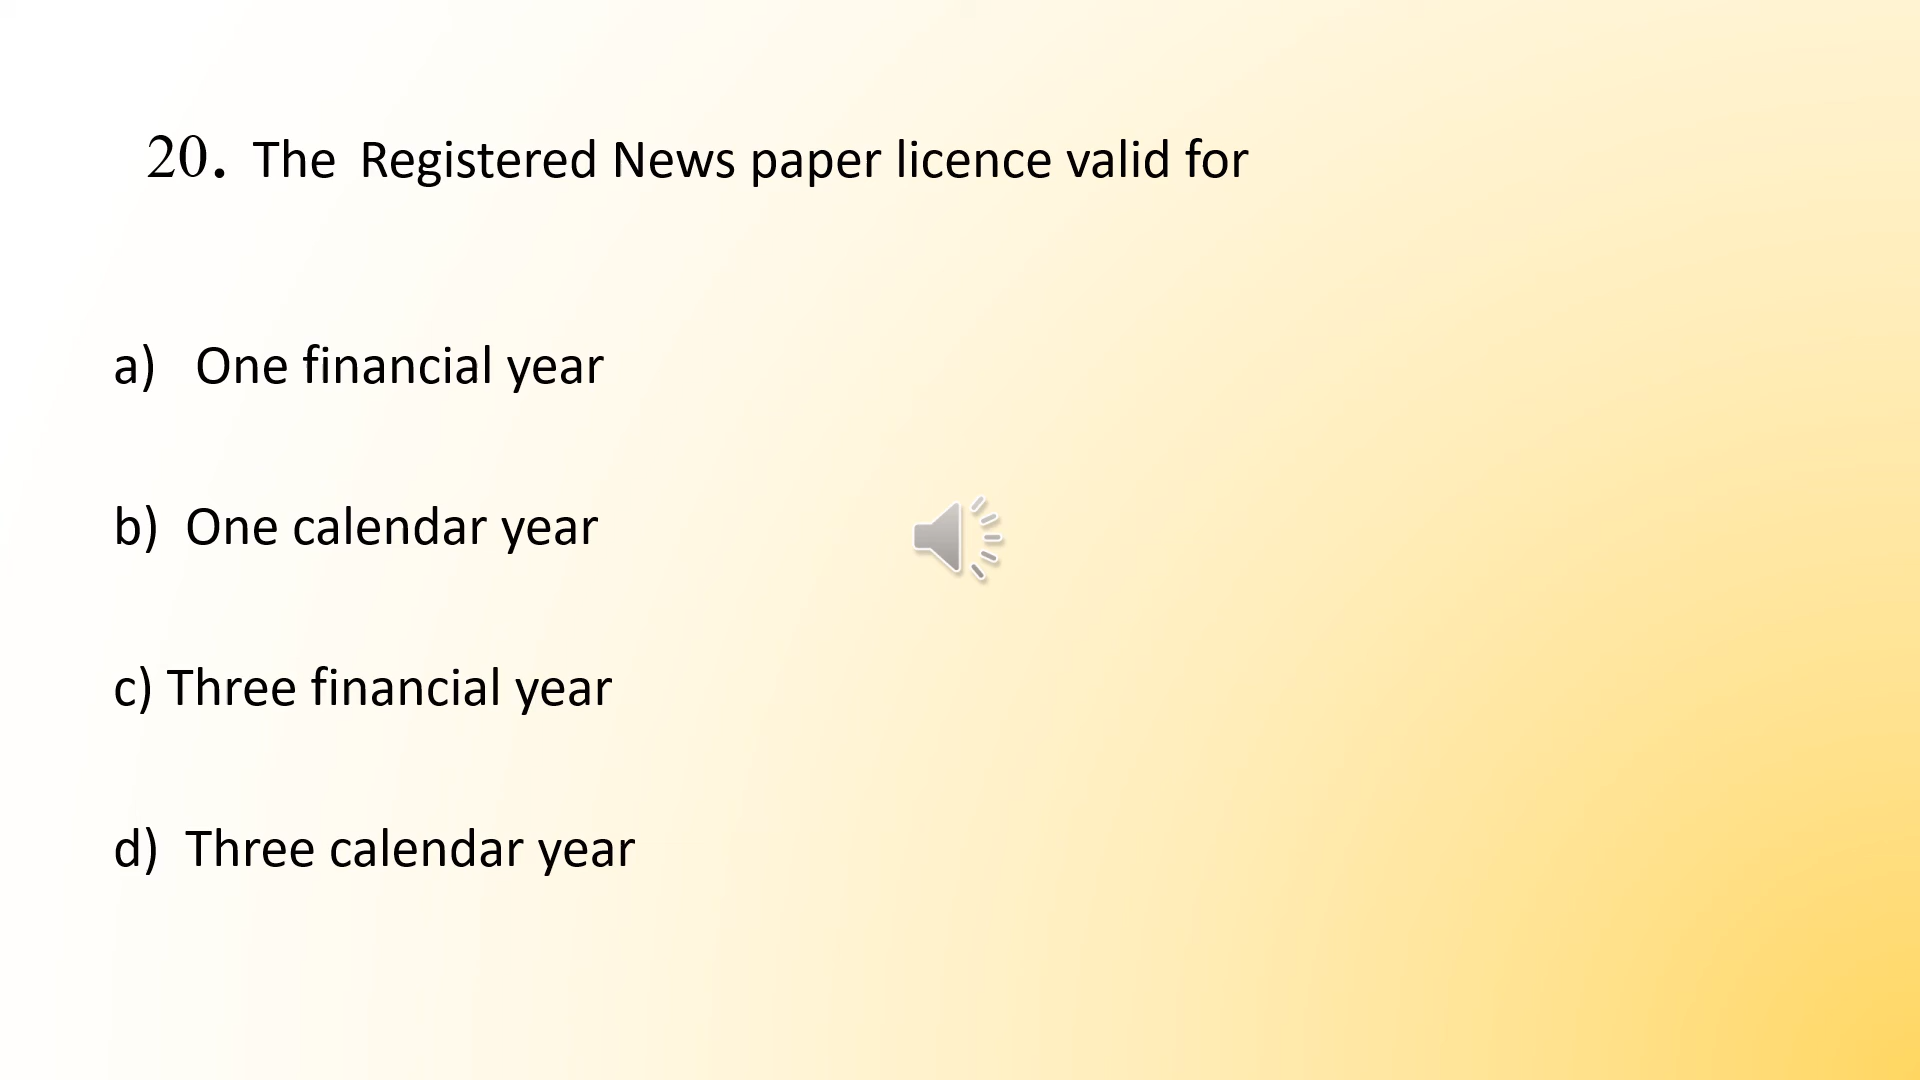 20. The Registered News paper licence valid for
a) One financial year
b) One calendar year
c) Three financial year
d) Three calendar year